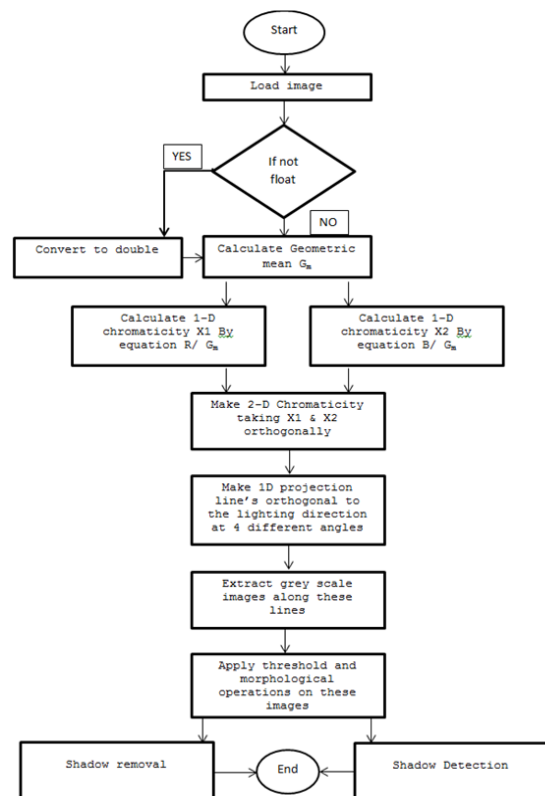 Start
Load image
YES
If not
float
NO
Convert to double
Calculate Geometric
mean Gₘ
Calculate 1-D
chromaticity X1 By
equation R/ Gₘ
Calculate 1-D
chromaticity X2 By
equation B/ Gₘ
Make 2-D Chromaticity
taking X1 & X2
orthogonally
Make 1D projection
line's orthogonal to
the lighting direction
at 4 different angles
Extract grey scale
images along these
lines
Apply threshold and
morphological
operations on these
images
Shadow removal
End
Shadow Detection